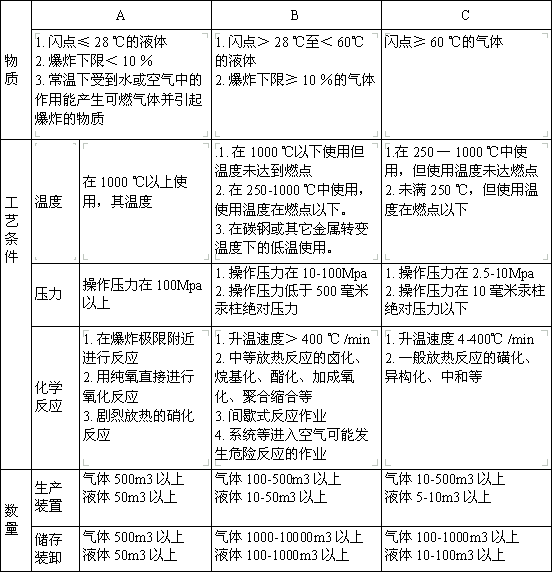 A
B
C
物质
1. 闪点≤ 28 ℃的液体
2. 爆炸下限< 10 %
3. 常温下受到水或空气中的
作用能产生可燃气体并引起
爆炸的物质
1. 闪点> 28 ℃至< 60℃
的液体
2. 爆炸下限≥ 10 %的气体
闪点≥ 60 ℃的气体
工艺条件
温度
在 1000 ℃以上使
用，其温度
1. 在 1000 ℃以下使用但
温度未达到燃点
2. 在 250-1000 ℃中使用，
使用温度在燃点以下。
3. 在碳钢或其它金属转变
温度下的低温使用。
1.在 250 一 1000 ℃中使
用，但使用温度未达燃点
2. 未满 250 ℃，但使用温
度在燃点以下
压力
操作压力在 100Mpa
以上
1. 操作压力在 10-100Mpa
2. 操作压力低于 500 毫米
汞柱绝对压力
1. 操作压力在 2.5-10Mpa
2. 操作压力在 10 毫米汞柱
绝对压力以下
化学
反应
1. 在爆炸极限附近
进行反应
2. 用纯氧直接进行
氧化反应
3. 剧烈放热的硝化
反应
1. 升温速度> 400 ℃ /min
2. 中等放热反应的卤化、
烷基化、酯化、加成氧
化、聚合缩合等
3. 间歇式反应作业
4. 系统等进入空气可能发
生危险反应的作业
1. 升温速度 4-400℃ /min
2. 一般放热反应的磺化、
异构化、中和等
数量
生产
装置
气体 500m3 以上
液体 50m3 以上
气体 100-500m3 以上
液体 10-50m3 以上
气体 10-500m3 以上
液体 5-10m3 以上
储存
装卸
气体 500m3 以上
液体 50m3 以上
气体 1000-10000m3 以上
液体 100-1000m3 以上
气体 100-1000m3 以上
液体 10-100m3 以上